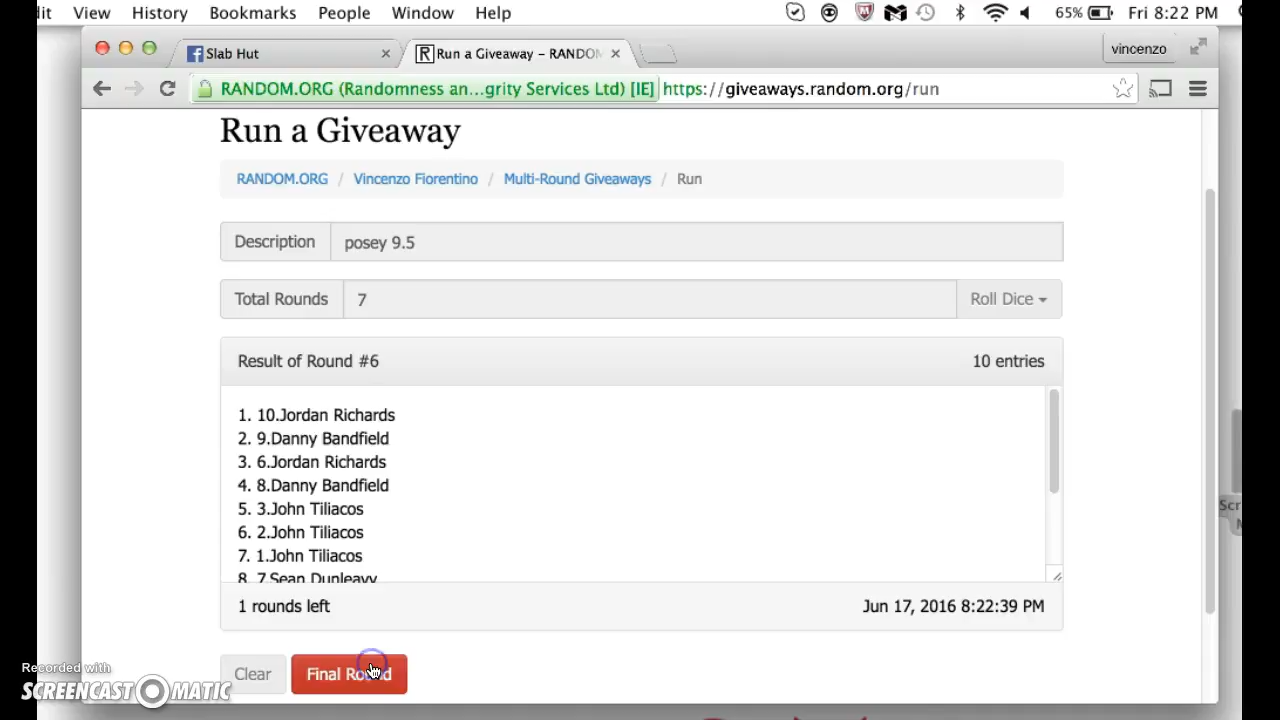 dit View History Bookmarks People Window Help 65% Fri 8:22 PM
Slab Hut
Run a Giveaway – RANDOM
vincenzo
RANDOM.ORG (Randomness an...grity Services Ltd) [IE] https://giveaways.random.org/run
Run a Giveaway
RANDOM.ORG / Vincenzo Fiorentino / Multi-Round Giveaways / Run
Description posey 9.5
Total Rounds 7 Roll Dice
Result of Round #6 10 entries
1. 10.Jordan Richards
2. 9.Danny Bandfield
3. 6.Jordan Richards
4. 8.Danny Bandfield
5. 3.John Tiliacos
6. 2.John Tiliacos
7. 1.John Tiliacos
8. 7.Sean Dunleavy
1 rounds left Jun 17, 2016 8:22:39 PM
Clear Final Round
Recorded with
SCREENCAST MATIC
Scr